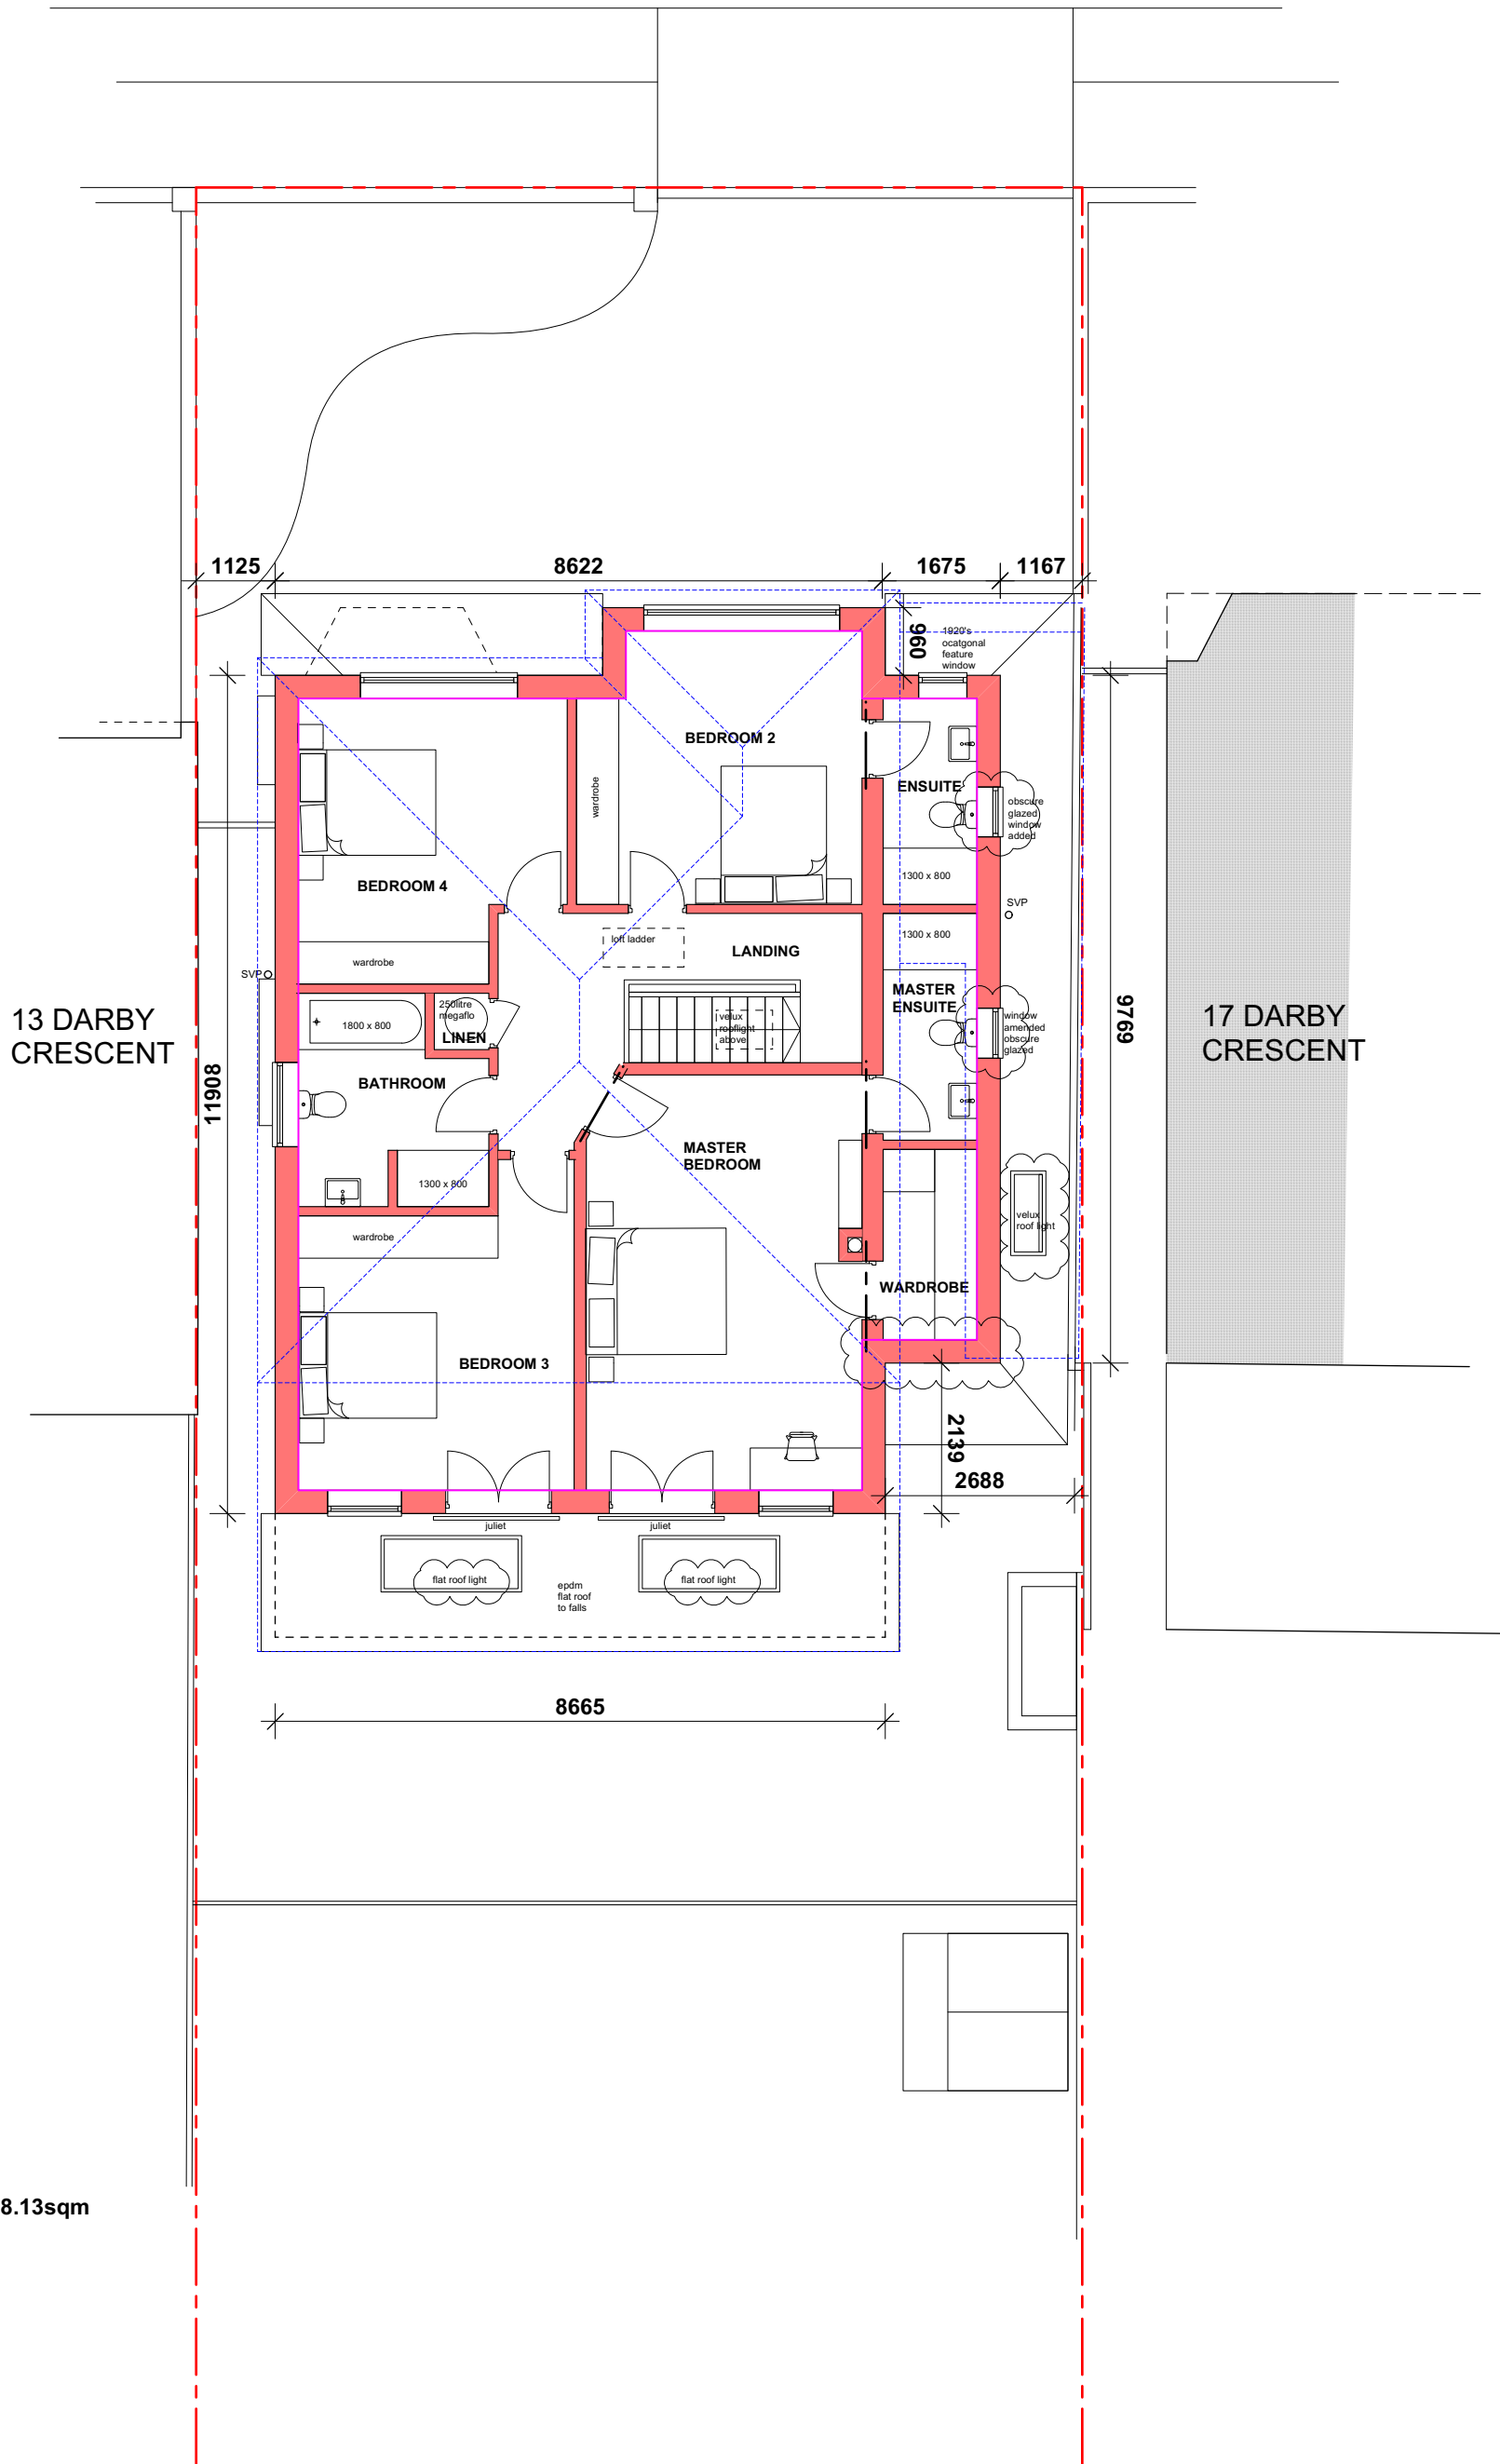 1125
8622
1675
1167
960
1920's
ocatgonal
feature
window
BEDROOM 2
wardrobe
ENSUITE
obscure
glazed
window
added
BEDROOM 4
1300 x 800
SVP
1300 x 800
loft ladder
LANDING
wardrobe
SVP
MASTER
ENSUITE
250litre
megaflo
1800 x 800
LINEN
velux
rooflight
above
window
amended
obscure
glazed
13 DARBY
CRESCENT
17 DARBY
CRESCENT
9769
11908
BATHROOM
MASTER
BEDROOM
1300 x 800
wardrobe
velux
roof light
WARDROBE
BEDROOM 3
2139
2688
juliet
juliet
flat roof light
flat roof light
epdm
flat roof
to falls
8665
8.13sqm